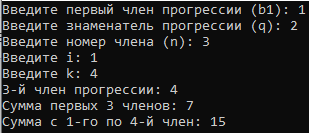 Введите первый член прогрессии (b1): 1
Введите знаменатель прогрессии (q): 2
Введите номер члена (n): 3
Введите i: 1
Введите k: 4
3-й член прогрессии: 4
Сумма первых 3 членов: 7
Сумма с 1-го по 4-й член: 15